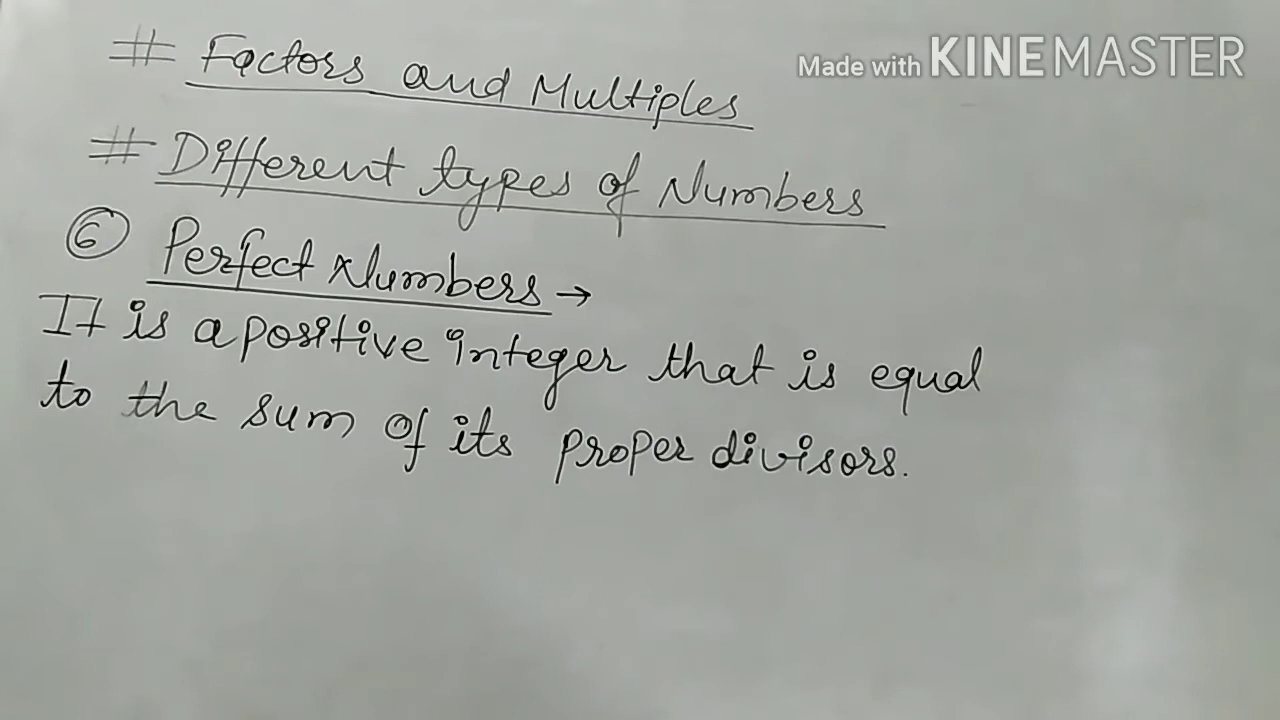 # Factors and Multiples
Made with KINEMASTER
# Different types of Numbers
⑥ Perfect Numbers →
It is a positive integer that is equal
to the sum of its proper divisors.